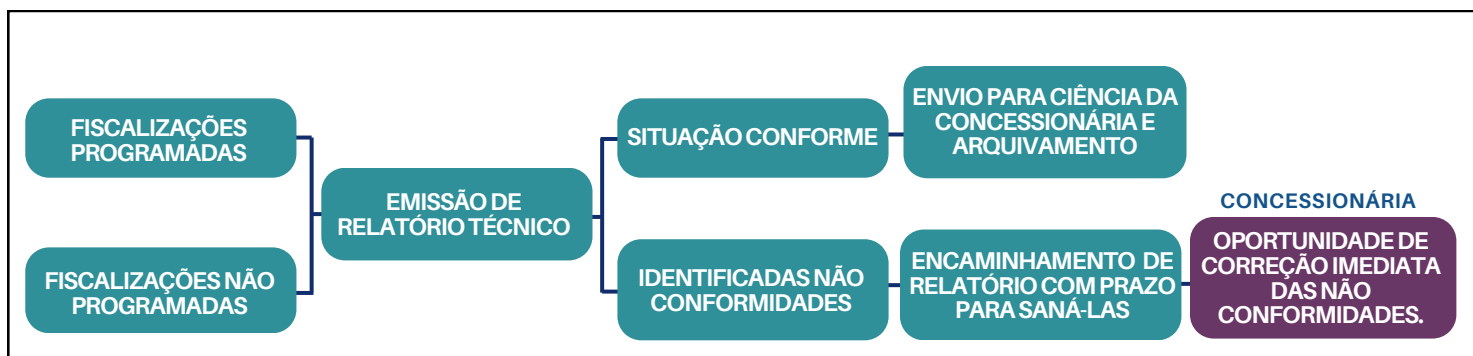 FISCALIZAÇÕES
PROGRAMADAS
FISCALIZAÇÕES NÃO
PROGRAMADAS
EMISSÃO DE
RELATÓRIO TÉCNICO
SITUAÇÃO CONFORME
ENVIO PARA CIÊNCIA DA
CONCESSIONÁRIA E
ARQUIVAMENTO
IDENTIFICADAS NÃO
CONFORMIDADES
ENCAMINHAMENTO DE
RELATÓRIO COM PRAZO
PARA SANÁ-LAS
CONCESSIONÁRIA
OPORTUNIDADE DE
CORREÇÃO IMEDIATA
DAS NÃO
CONFORMIDADES.